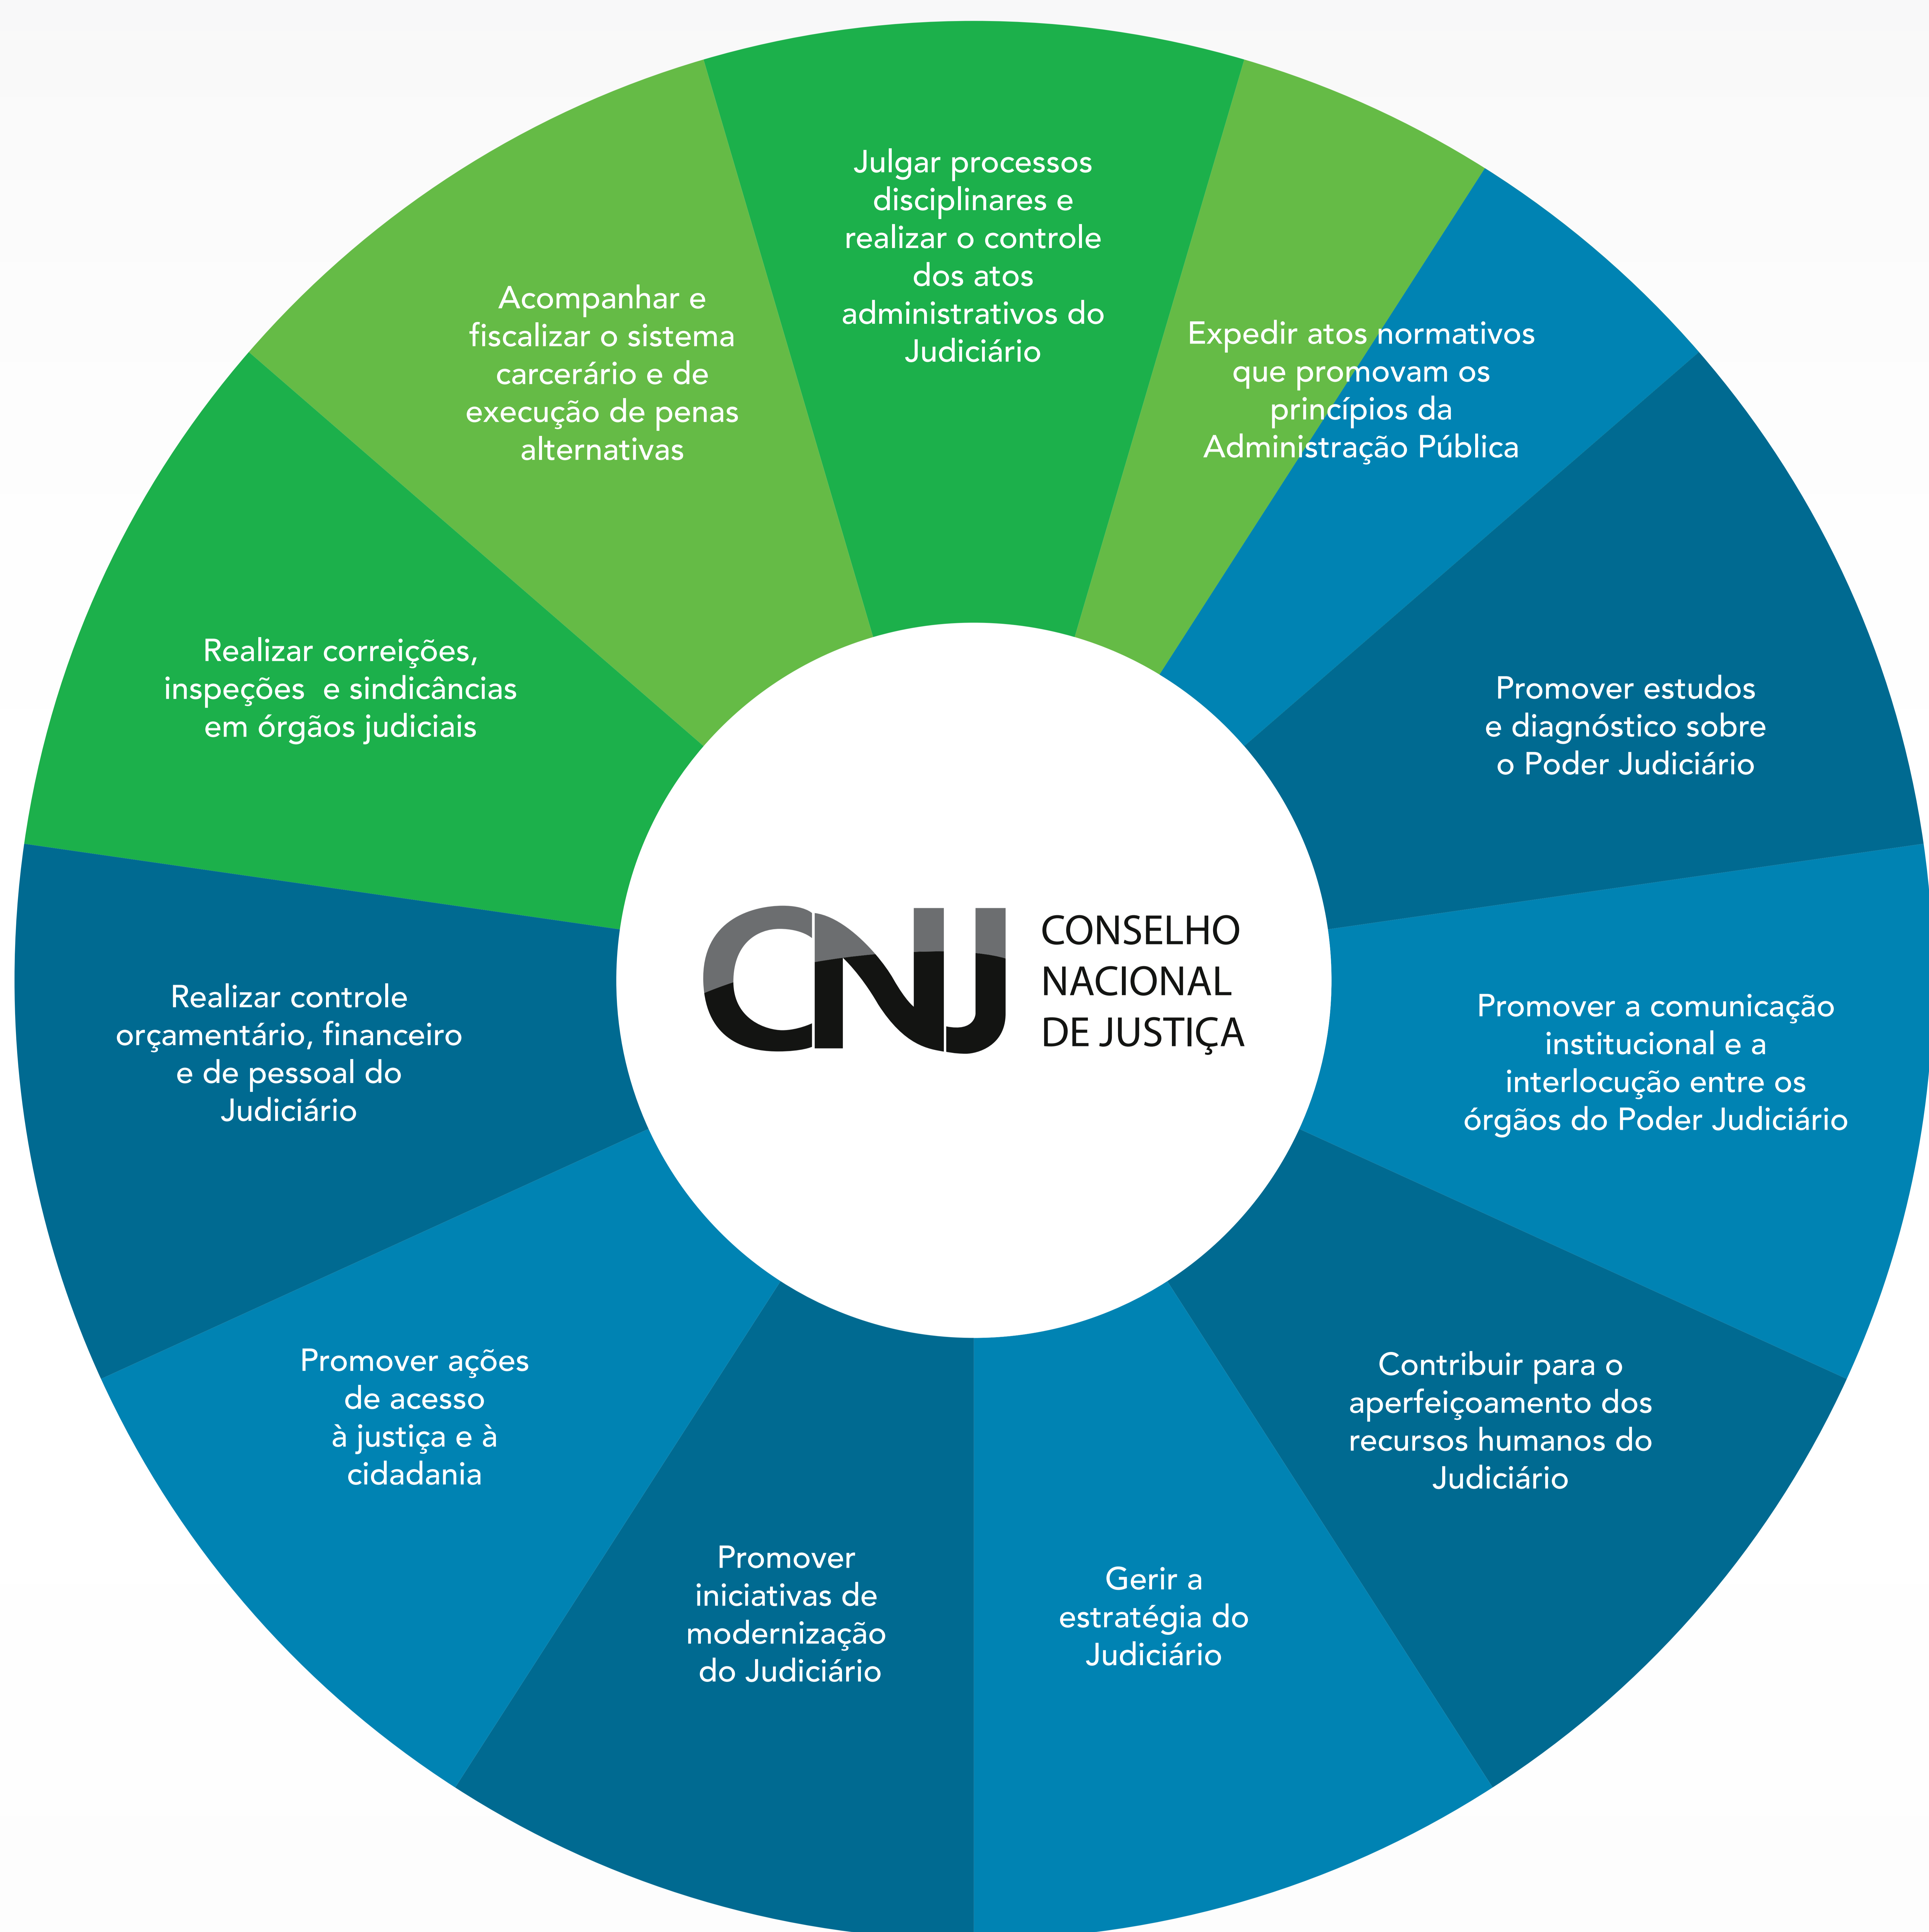 Julgar processos
disciplinares e
realizar o controle
dos atos
administrativos do
Judiciário
Expedir atos normativos
que promovam os
princípios da
Administração Pública
Promover estudos
e diagnóstico sobre
o Poder Judiciário
Promover a comunicação
institucional e a
interlocução entre os
órgãos do Poder Judiciário
Contribuir para o
aperfeiçoamento dos
recursos humanos do
Judiciário
Gerir a
estratégia do
Judiciário
Promover
iniciativas de
modernização
do Judiciário
Promover ações
de acesso
à justiça e à
cidadania
Realizar controle
orçamentário, financeiro
e de pessoal do
Judiciário
Realizar correições,
inspeções e sindicâncias
em órgãos judiciais
Acompanhar e
fiscalizar o sistema
carcerário e de
execução de penas
alternativas
CNJ
CONSELHO
NACIONAL
DE JUSTIÇA